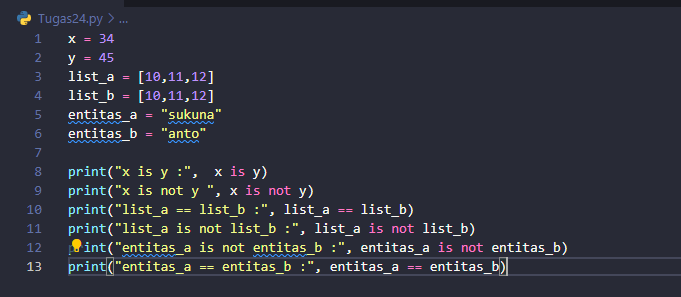 Tugas24.py > ...
1 x = 34
2 y = 45
3 list_a = [10,11,12]
4 list_b = [10,11,12]
5 entitas_a = "sukuna"
6 entitas_b = "anto"
7
8 print("x is y :",  x is y)
9 print("x is not y ", x is not y)
10 print("list_a == list_b :", list_a == list_b)
11 print("list_a is not list_b :", list_a is not list_b)
12 print("entitas_a is not entitas_b :", entitas_a is not entitas_b)
13 print("entitas_a == entitas_b :", entitas_a == entitas_b)